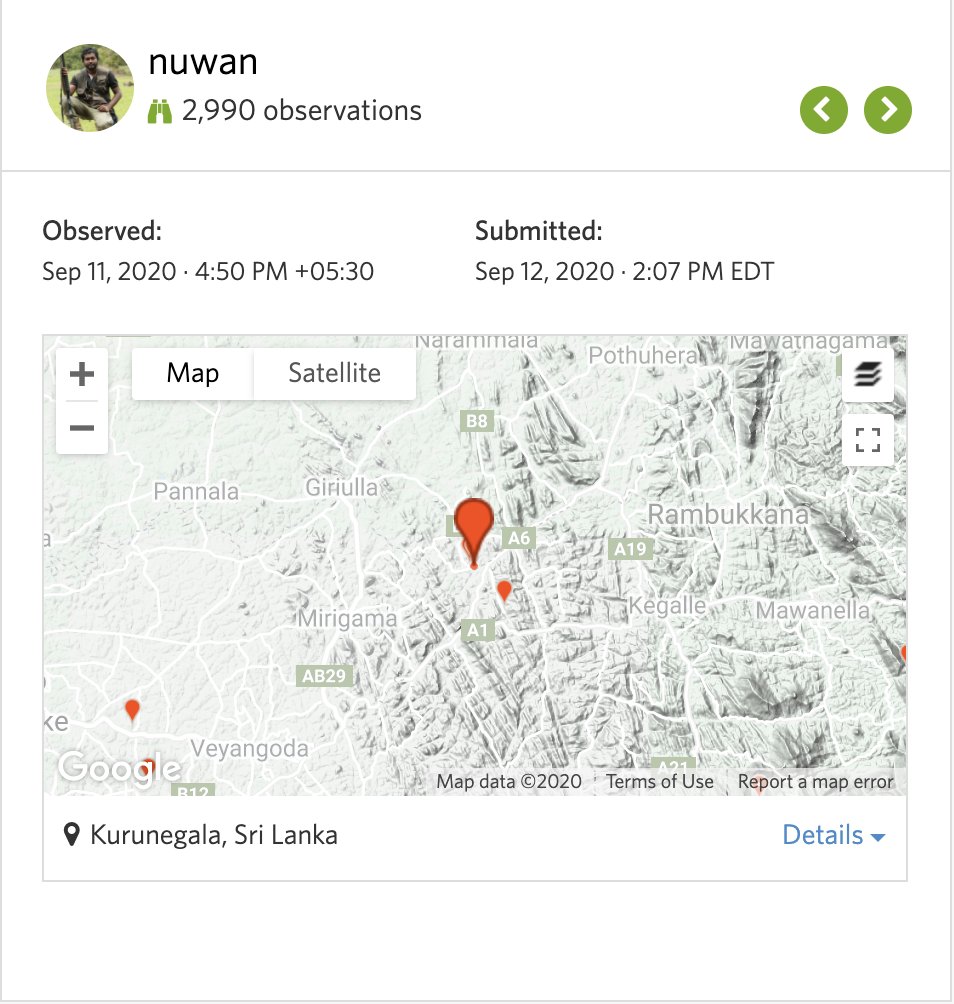 nuwan
2,990 observations
Observed:
Submitted:
Sep 11, 2020 · 4:50 PM +05:30
Sep 12, 2020 · 2:07 PM EDT
Map
Satellite
Narammala
Pothuhera
Mawathagama
B8
Pannala
Giriulla
Rambukkana
A6
A19
Mirigama
A1
Kegalle
Mawanella
AB29
ke
Veyangoda
Google
A21
B12
Map data ©2020
Terms of Use
Report a map error
Kurunegala, Sri Lanka
Details